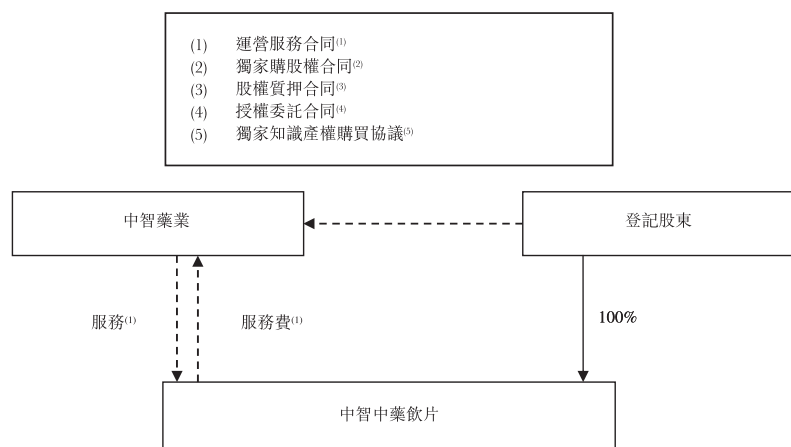 (1) 運營服務合同(1)
(2) 獨家購股權合同(2)
(3) 股權質押合同(3)
(4) 授權委託合同(4)
(5) 獨家知識產權購買協議(5)
中智藥業
登記股東
服務(1)
服務費(1)
100%
中智中藥飲片